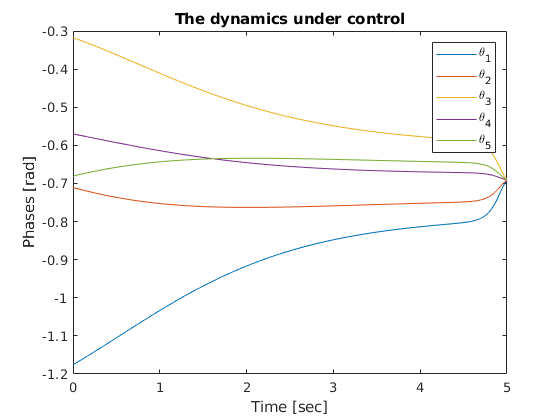 The dynamics under control
-0.3
-0.4
-0.5
-0.6
-0.7
-0.8
-0.9
-1
-1.1
-1.2
Phases [rad]
0 1 2 3 4 5
Time [sec]
θ1
θ2
θ3
θ4
θ5